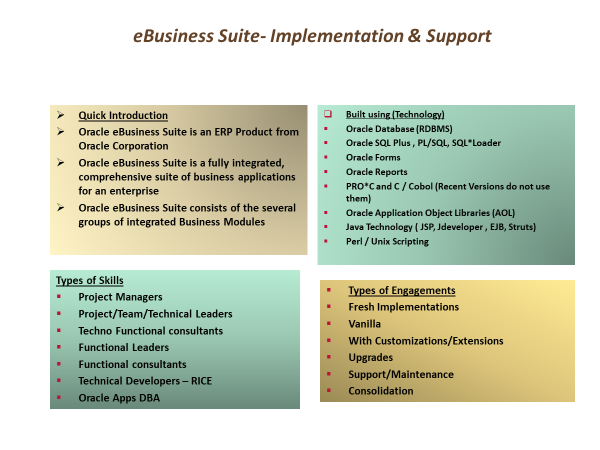 eBusiness Suite- Implementation & Support
Quick Introduction
Oracle eBusiness Suite is an ERP Product from
Oracle Corporation
Oracle eBusiness Suite is a fully integrated,
comprehensive suite of business applications
for an enterprise
Oracle eBusiness Suite consists of the several
groups of integrated Business Modules
Built using (Technology)
Oracle Database (RDBMS)
Oracle SQL Plus , PL/SQL, SQL*Loader
Oracle Forms
Oracle Reports
PRO*C and C / Cobol (Recent Versions do not use
them)
Oracle Application Object Libraries (AOL)
Java Technology ( JSP, Jdeveloper , EJB, Struts)
Perl / Unix Scripting
Types of Skills
Project Managers
Project/Team/Technical Leaders
Techno Functional consultants
Functional Leaders
Functional consultants
Technical Developers – RICE
Oracle Apps DBA
Types of Engagements
Fresh Implementations
Vanilla
With Customizations/Extensions
Upgrades
Support/Maintenance
Consolidation